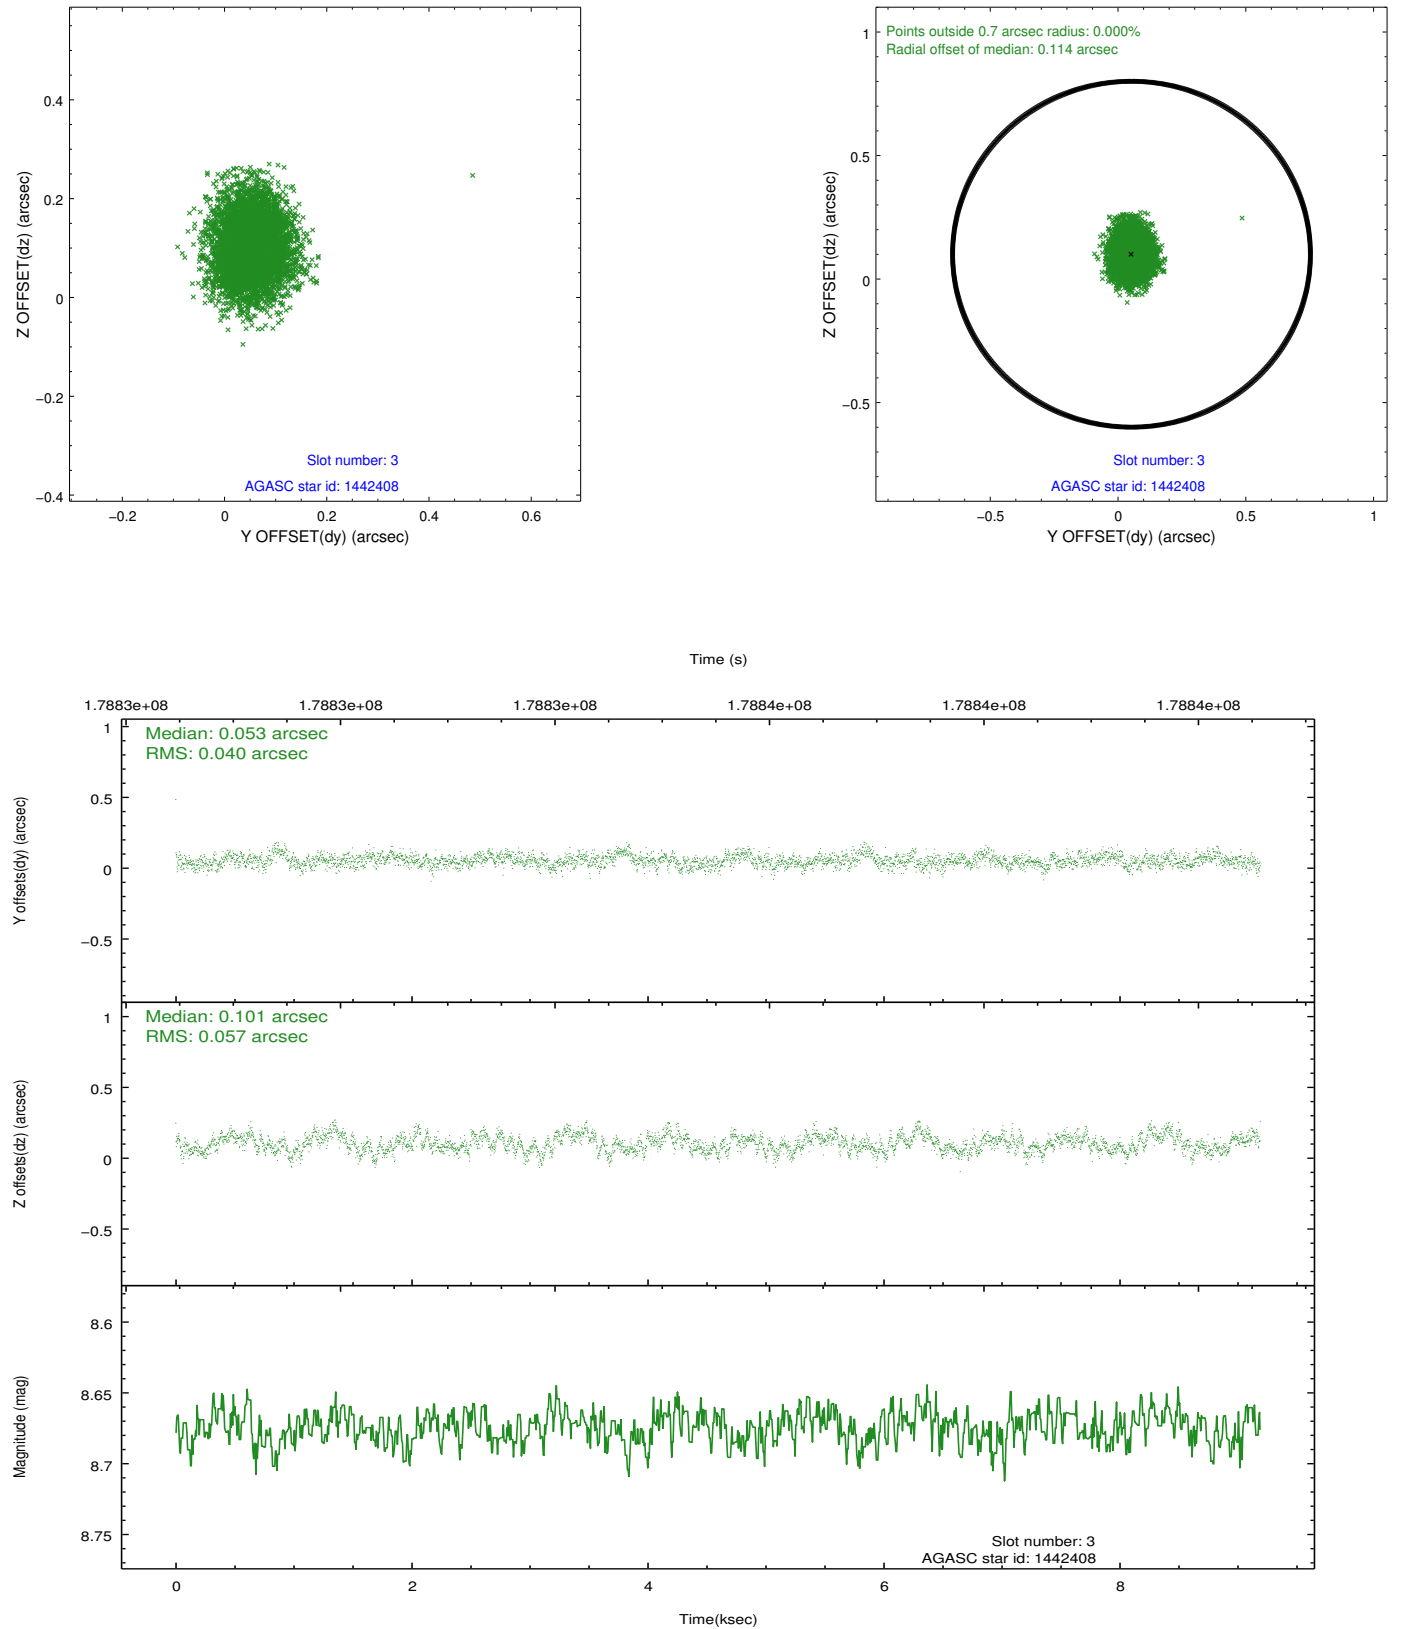 0.4
0.2
0
−0.2
−0.4
Z OFFSET(dz) (arcsec)
Slot number: 3
AGASC star id: 1442408
−0.2 0 0.2 0.4 0.6
Y OFFSET(dy) (arcsec)
Points outside 0.7 arcsec radius: 0.000%
Radial offset of median: 0.114 arcsec
1
0.5
0
−0.5
Z OFFSET(dz) (arcsec)
Slot number: 3
AGASC star id: 1442408
−0.5 0 0.5 1
Y OFFSET(dy) (arcsec)
Time (s)
1.7883e+08 1.7883e+08 1.7883e+08 1.7884e+08 1.7884e+08 1.7884e+08
Median: 0.053 arcsec
RMS: 0.040 arcsec
1
0.5
0
−0.5
Y offsets(dy) (arcsec)
Median: 0.101 arcsec
RMS: 0.057 arcsec
1
0.5
0
−0.5
Z offsets(dz) (arcsec)
8.6
8.65
8.7
8.75
Magnitude (mag)
Slot number: 3
AGASC star id: 1442408
0 2 4 6 8
Time(ksec)